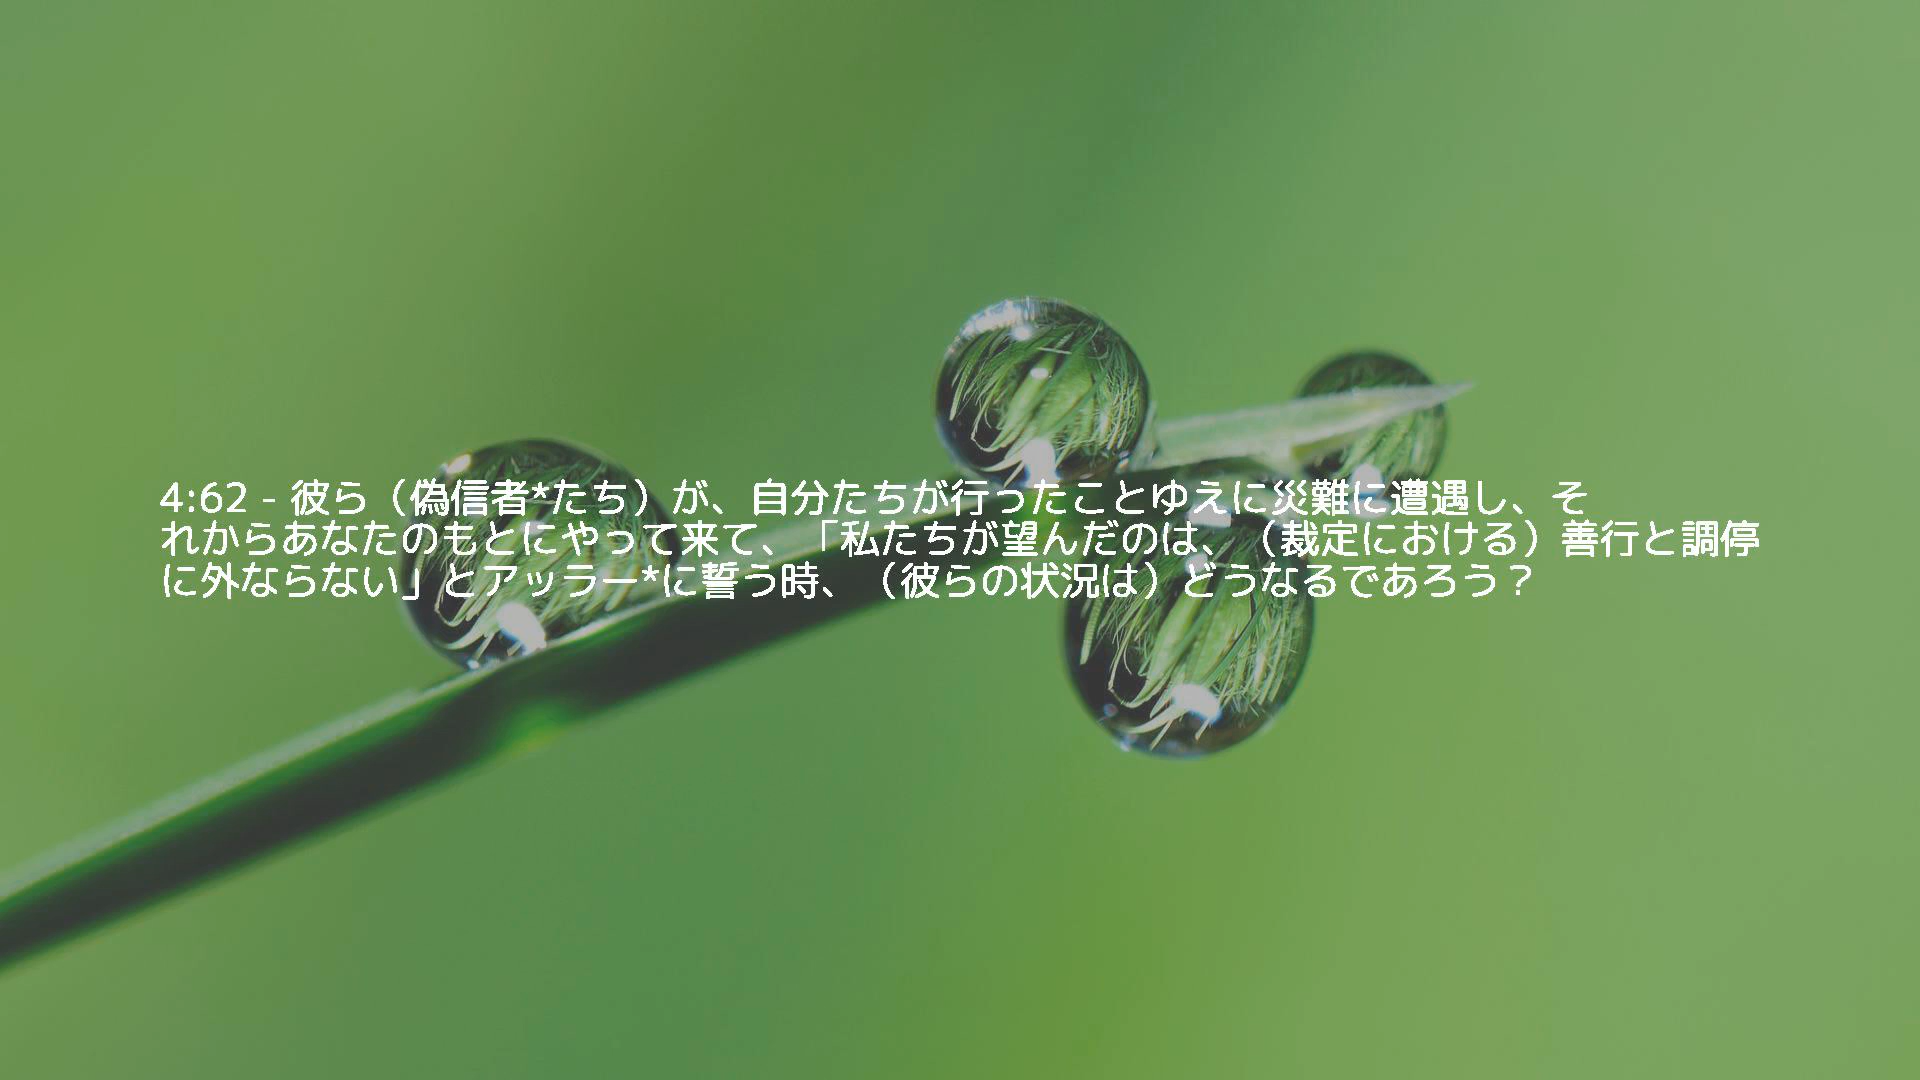 4:62 - 彼ら（偽信者*たち）が、自分たちが行ったことゆえに災難に遭遇し、そ
れからあなたのもとにやって来て、「私たちが望んだのは、（裁定における）善行と調停
に外ならない」とアッラー*に誓う時、（彼らの状況は）どうなるであろう？